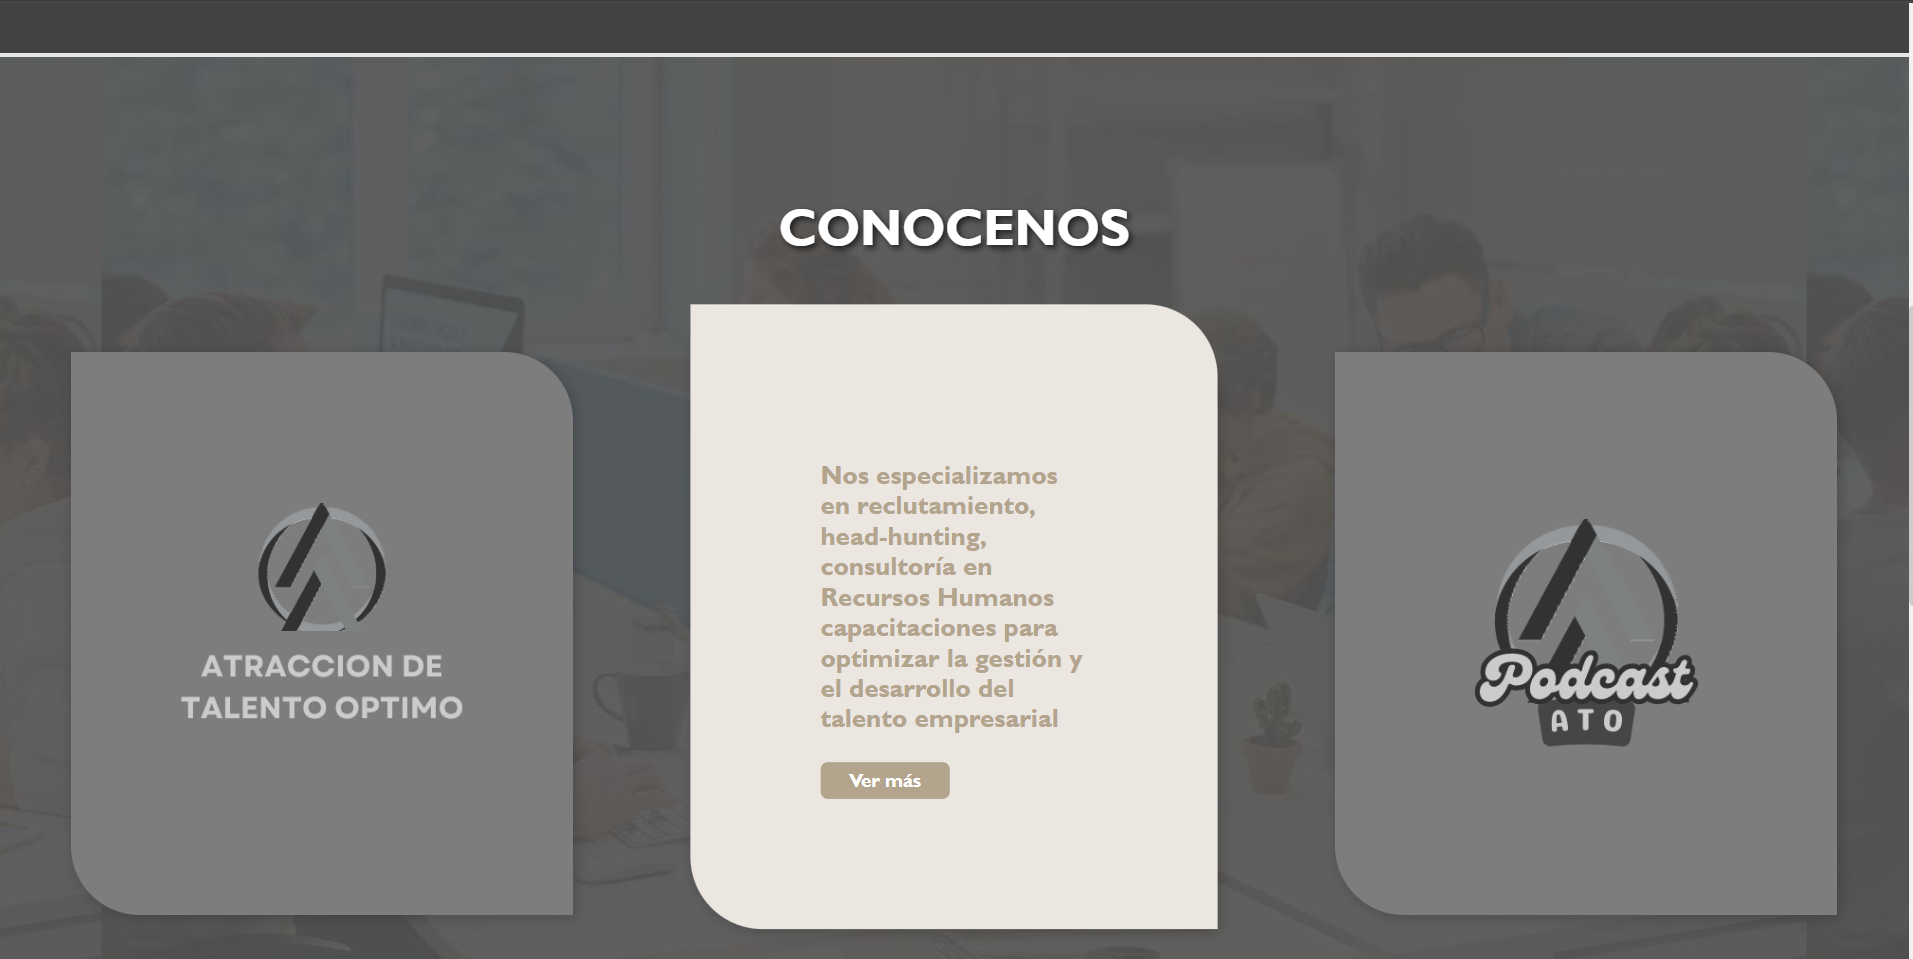 CONOCENOS
ATRACCION DE
TALENTO OPTIMO
Nos especializamos
en reclutamiento,
head-hunting,
consultoría en
Recursos Humanos
capacitaciones para
optimizar la gestión y
el desarrollo del
talento empresarial
Ver más
Podcast
ATO